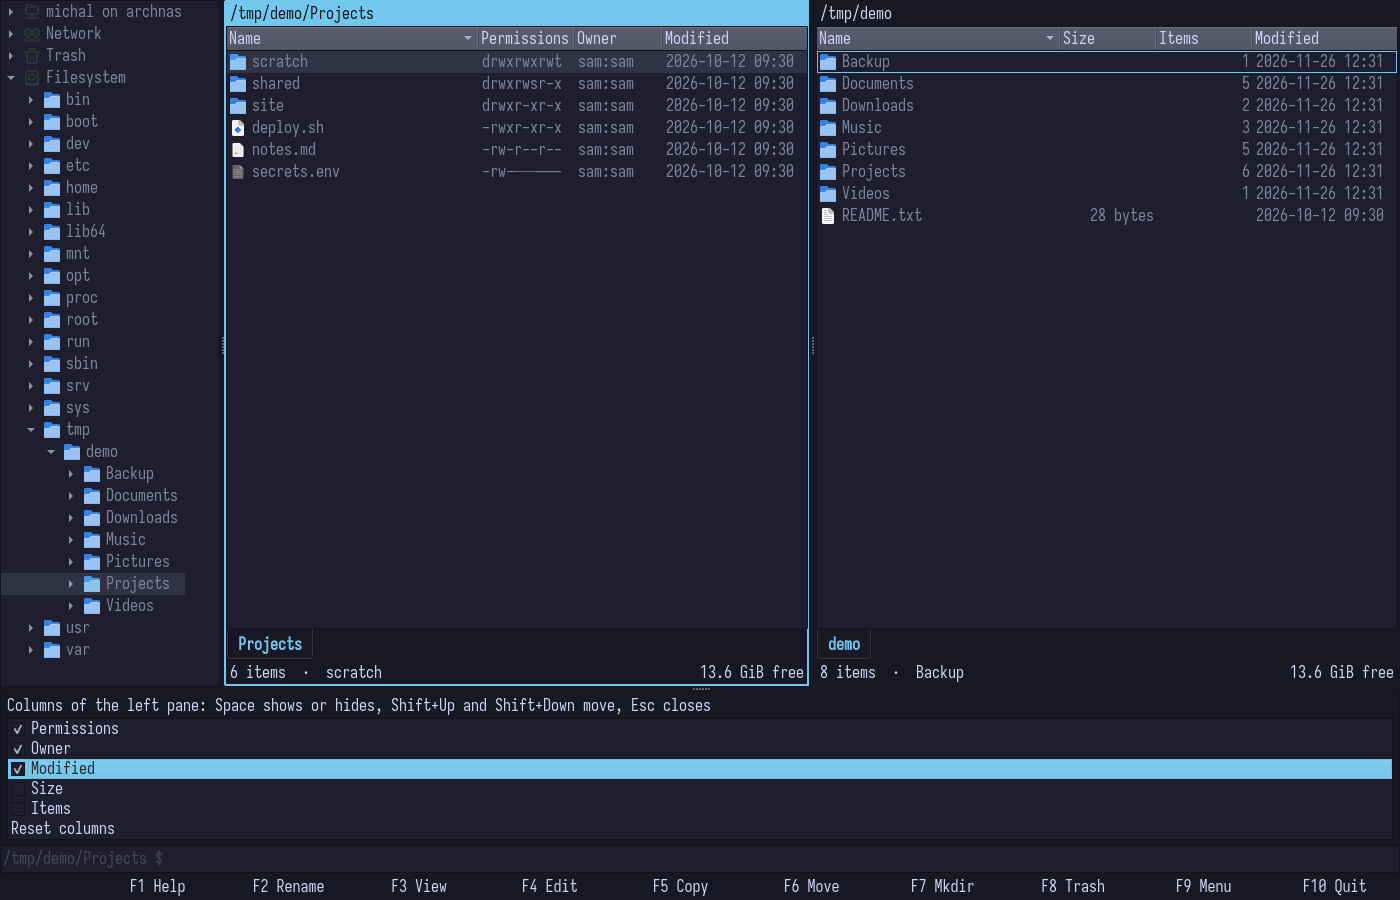 michal on archnas
Network
Trash
Filesystem
bin
boot
dev
etc
home
lib
lib64
mnt
opt
proc
root
run
sbin
srv
sys
tmp
demo
Backup
Documents
Downloads
Music
Pictures
Projects
Videos
usr
var
/tmp/demo/Projects
Name Permissions Owner Modified
scratch drwxrwxrwt sam:sam 2026-10-12 09:30
shared drwxrwsr-x sam:sam 2026-10-12 09:30
site drwxr-xr-x sam:sam 2026-10-12 09:30
deploy.sh -rwxr-xr-x sam:sam 2026-10-12 09:30
notes.md -rw-r--r-- sam:sam 2026-10-12 09:30
secrets.env -rw------- sam:sam 2026-10-12 09:30
Projects
6 items · scratch 13.6 GiB free
/tmp/demo
Name Size Items Modified
Backup 1 2026-11-26 12:31
Documents 5 2026-11-26 12:31
Downloads 2 2026-11-26 12:31
Music 3 2026-11-26 12:31
Pictures 5 2026-11-26 12:31
Projects 6 2026-11-26 12:31
Videos 1 2026-11-26 12:31
README.txt 28 bytes 2026-10-12 09:30
demo
8 items · Backup 13.6 GiB free
Columns of the left pane: Space shows or hides, Shift+Up and Shift+Down move, Esc closes
Permissions
Owner
Modified
Size
Items
Reset columns
/tmp/demo/Projects $
F1 Help F2 Rename F3 View F4 Edit F5 Copy F6 Move F7 Mkdir F8 Trash F9 Menu F10 Quit